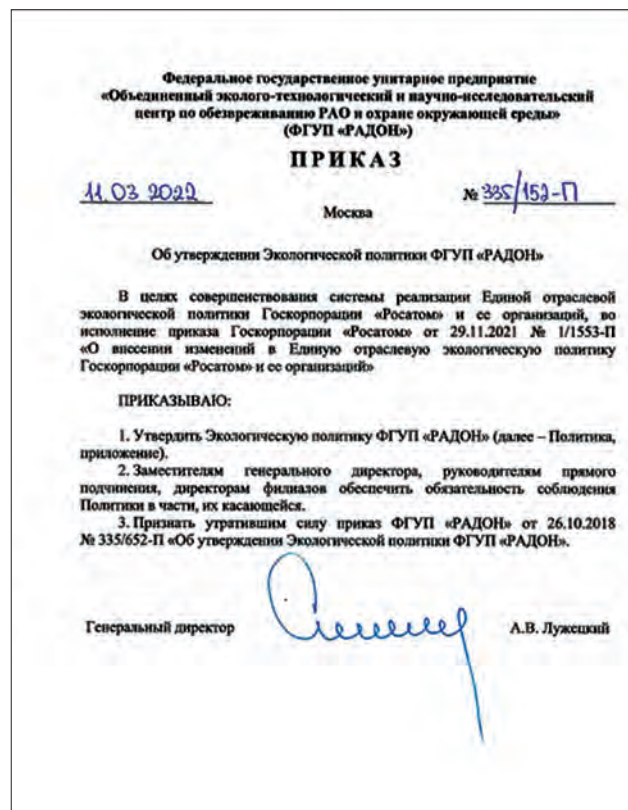 Федеральное государственное унитарное предприятие
«Объединенный эколого-технологический и научно-исследовательский
центр по обезвреживанию РАО и охране окружающей среды»
(ФГУП «РАДОН»)
ПРИКАЗ
11.03 2022 № 335/152-П
Москва
Об утверждении Экологической политики ФГУП «РАДОН»
В целях совершенствования системы реализации Единой отраслевой
экологической политики Госкорпорации «Росатом» и ее организаций, во
исполнение приказа Госкорпорации «Росатом» от 29.11.2021 № 1/1553-П
«О внесении изменений в Единую отраслевую экологическую политику
Госкорпорации «Росатом» и ее организаций»
ПРИКАЗЫВАЮ:
1. Утвердить Экологическую политику ФГУП «РАДОН» (далее – Политика,
приложение).
2. Заместителям генерального директора, руководителям прямого
подчинения, директорам филиалов обеспечить обязательность соблюдения
Политики в части, их касающейся.
3. Признать утратившим силу приказ ФГУП «РАДОН» от 26.10.2018
№ 335/652-П «Об утверждении Экологической политики ФГУП «РАДОН».
Генеральный директор А.В. Лужецкий